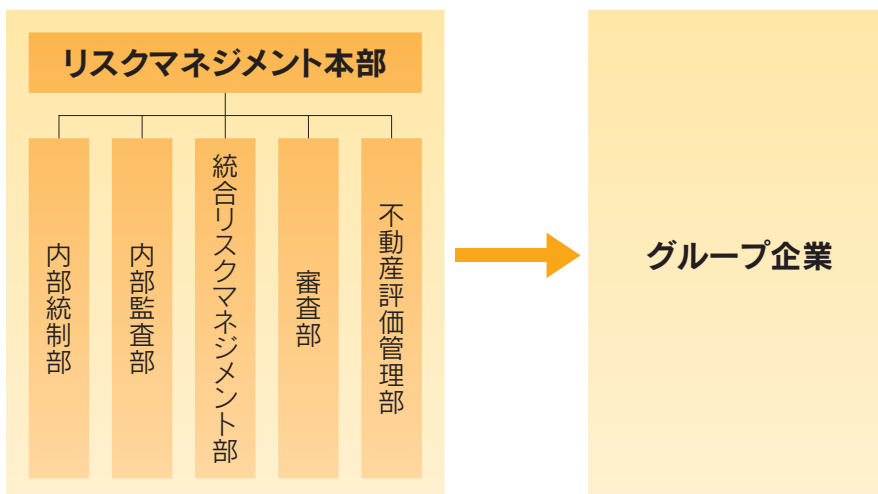 リスクマネジメント本部
内部統制部
内部監査部
統合リスクマネジメント部
審査部
不動産評価管理部
グループ企業